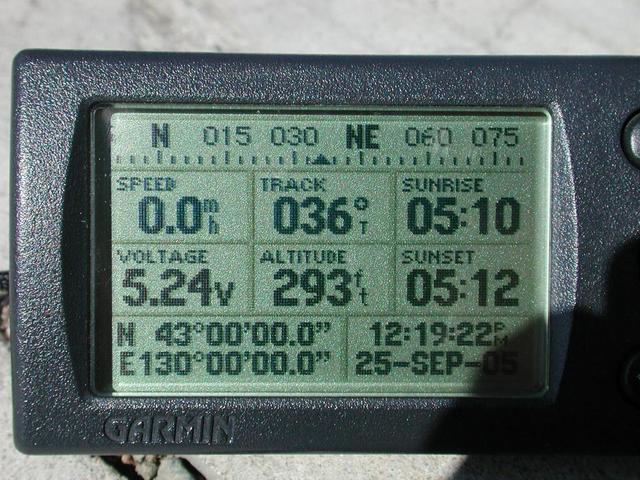 N 015 030 NE 060 075
SPEED TRACK SUNRISE
0.0mh 036°T 05:10
VOLTAGE ALTITUDE SUNSET
5.24v 293ft 05:12
N 43°00'00.0" 12:19:22PM
E130°00'00.0" 25-SEP-05
GARMIN